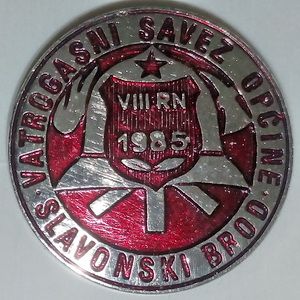 VATROGASNI SAVEZ OPĆINE
VIII RN
1985
· SLAVONSKI BROD ·